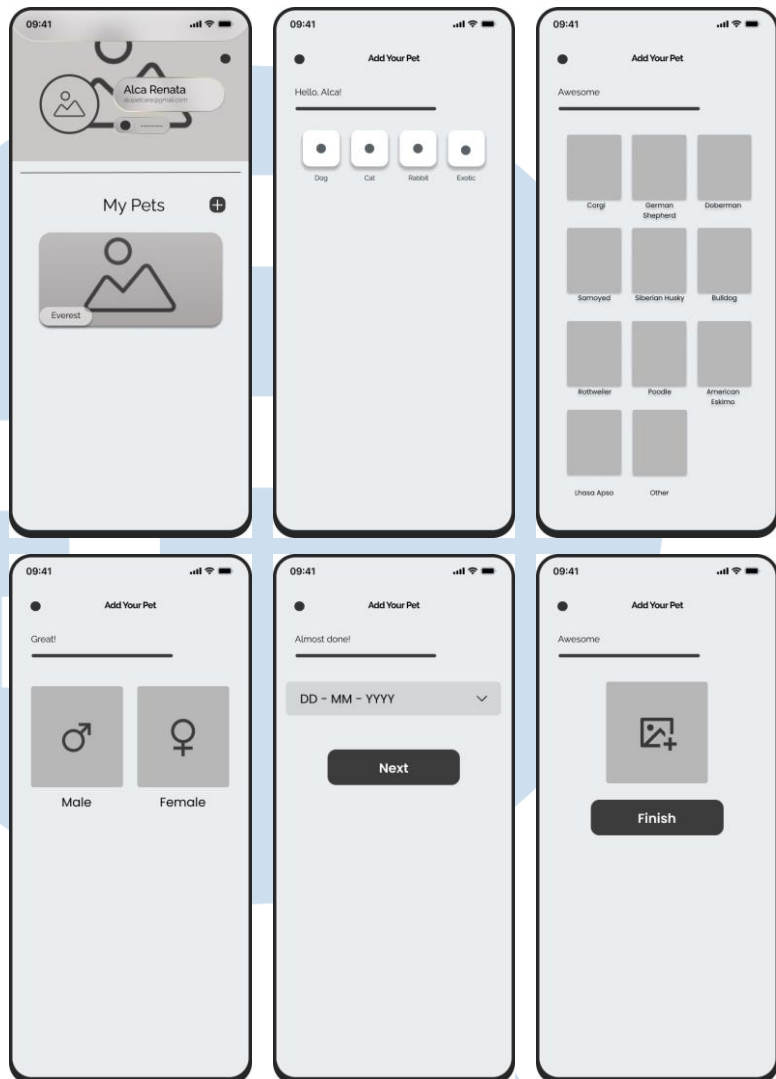 09:41
Alca Renata
alcapetcare@gmail.com
My Pets
Everest
09:41
Add Your Pet
Hello, Alca!
Dog Cat Rabbit Exotic
09:41
Add Your Pet
Awesome
Corgi German Shepherd Doberman
Samoyed Siberian Husky Bulldog
Rottweiler Poodle American Eskimo
Lhasa Apso Other
09:41
Add Your Pet
Great!
Male Female
09:41
Add Your Pet
Almost done!
DD - MM - YYYY
Next
09:41
Add Your Pet
Awesome
Finish